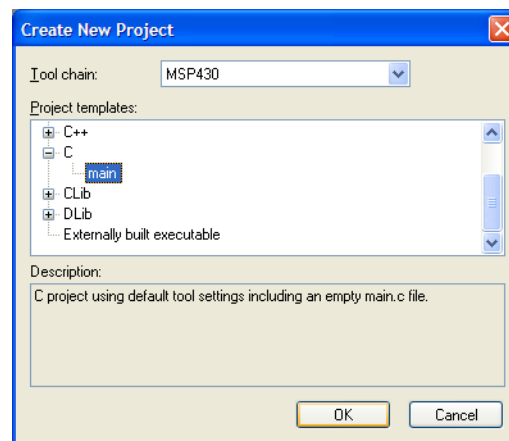 Create New Project
Tool chain:
MSP430
Project templates:
C++
C
main
CLib
DLib
Externally built executable
Description:
C project using default tool settings including an empty main.c file.
OK
Cancel